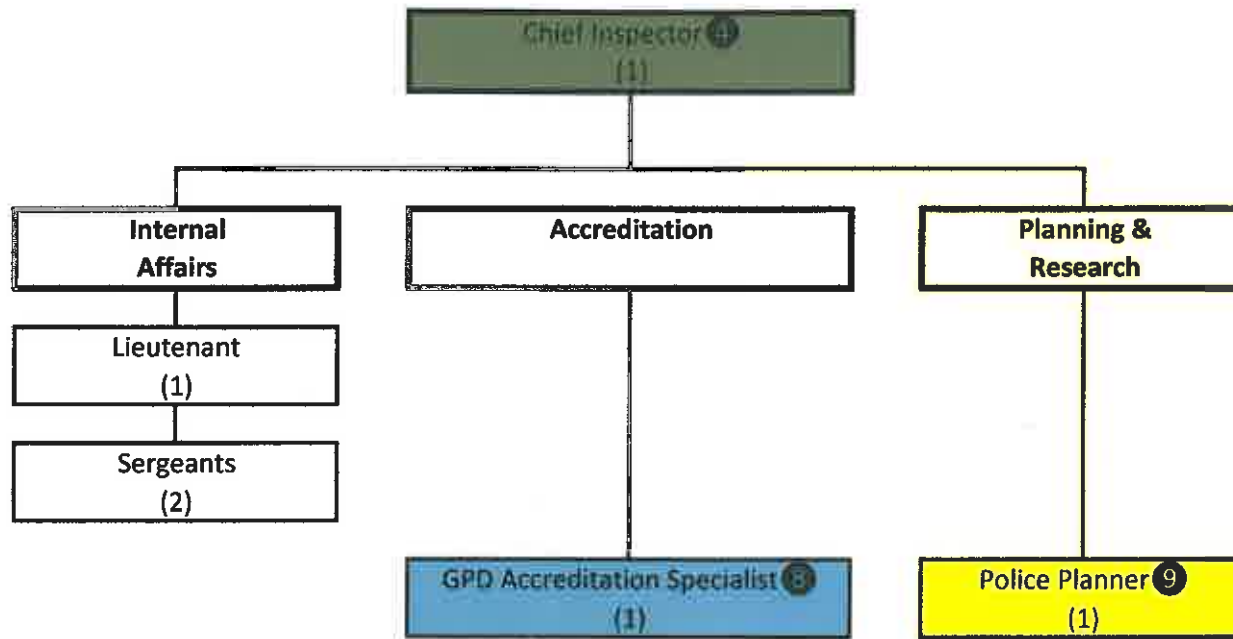 Chief Inspector 4
(1)
Internal
Affairs
Accreditation
Planning &
Research
Lieutenant
(1)
Sergeants
(2)
GPD Accreditation Specialist 8
(1)
Police Planner 9
(1)